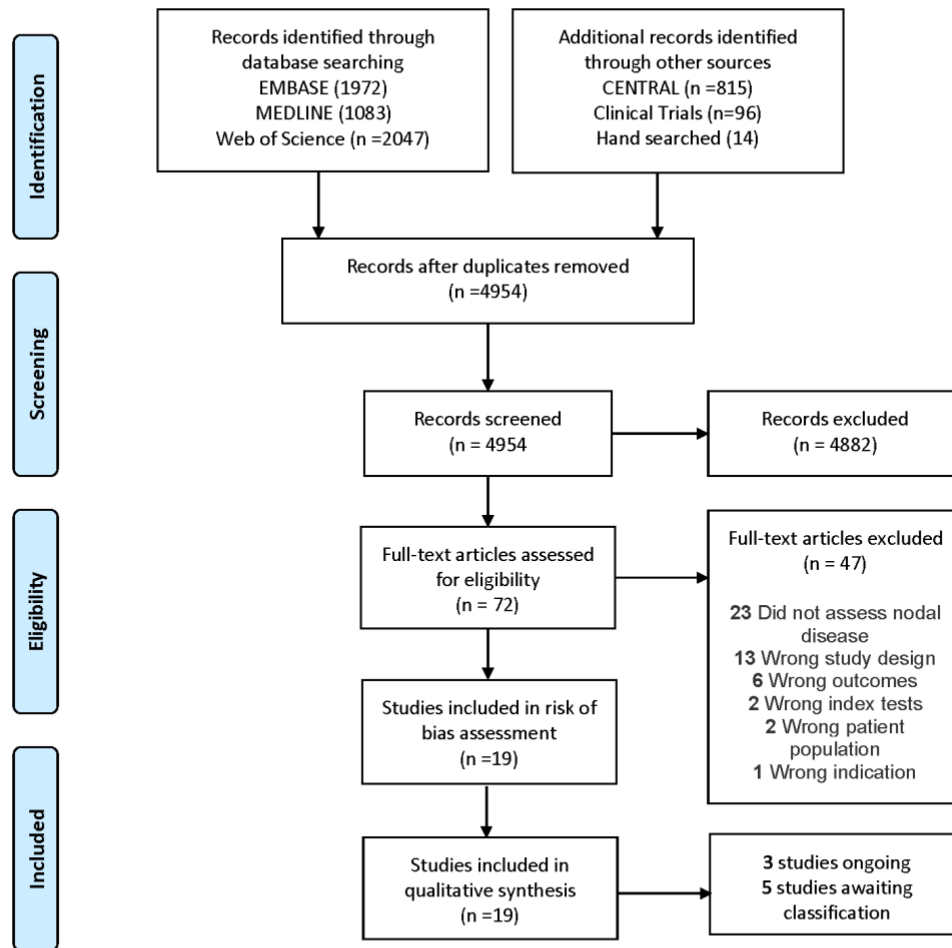 Identification
Records identified through
database searching
EMBASE (1972)
MEDLINE (1083)
Web of Science (n =2047)
Additional records identified
through other sources
CENTRAL (n =815)
Clinical Trials (n=96)
Hand searched (14)
Records after duplicates removed
(n =4954)
Screening
Records screened
(n = 4954
Records excluded
(n = 4882)
Eligibility
Full-text articles assessed
for eligibility
(n = 72)
Full-text articles excluded
(n = 47)
23 Did not assess nodal
disease
13 Wrong study design
6 Wrong outcomes
2 Wrong index tests
2 Wrong patient
population
1 Wrong indication
Studies included in risk of
bias assessment
(n =19)
Included
Studies included in
qualitative synthesis
(n =19)
3 studies ongoing
5 studies awaiting
classification